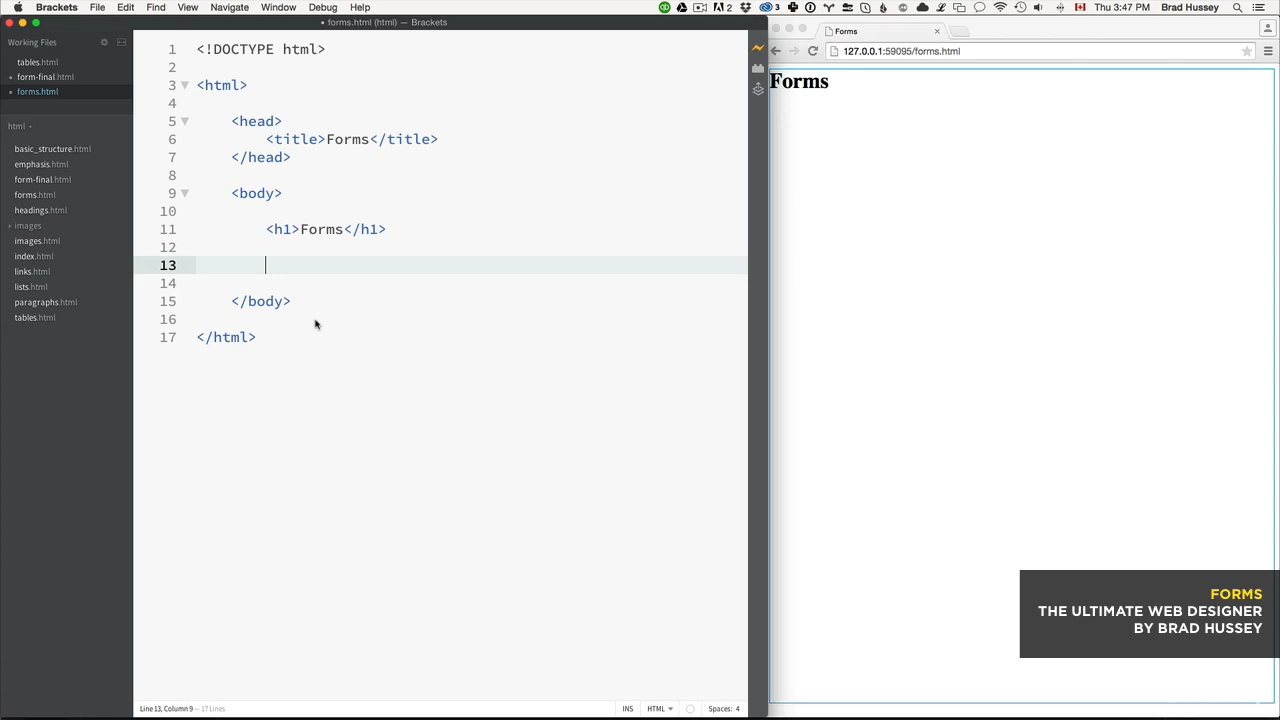 Brackets File Edit Find View Navigate Window Debug Help 2 3 Thu 3:47 PM Brad Hussey
• forms.html (html) — Brackets
Working Files
tables.html
form-final.html
forms.html
html
basic_structure.html
emphasis.html
form-final.html
forms.html
headings.html
images
images.html
index.html
links.html
lists.html
paragraphs.html
tables.html
1 <!DOCTYPE html>
2
3 <html>
4
5 <head>
6 <title>Forms</title>
7 </head>
8
9 <body>
10
11 <h1>Forms</h1>
12
13
14
15 </body>
16
17 </html>
Line 13, Column 9 — 17 Lines
INS HTML Spaces: 4
Forms
127.0.0.1:59095/forms.html
Forms
FORMS
THE ULTIMATE WEB DESIGNER
BY BRAD HUSSEY